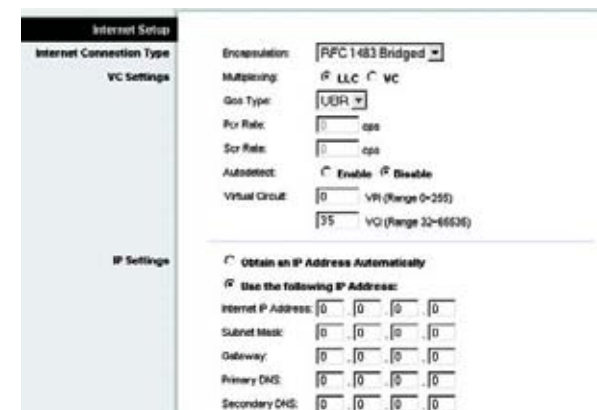 Internet Setup
Internet Connection Type
Encapsulation: RFC 1483 Bridged
VC Settings
Multiplexing: LLC VC
Qos Type: UBR
Pcr Rate: 0 cps
Scr Rate: 0 cps
Autodetect: Enable Disable
Virtual Circuit: 0 VPI (Range 0~255)
35 VCI (Range 32~65535)
IP Settings
Obtain an IP Address Automatically
Use the following IP Address:
Internet IP Address: 0 . 0 . 0 . 0
Subnet Mask: 0 . 0 . 0 . 0
Gateway: 0 . 0 . 0 . 0
Primary DNS: 0 . 0 . 0 . 0
Secondary DNS: 0 . 0 . 0 . 0